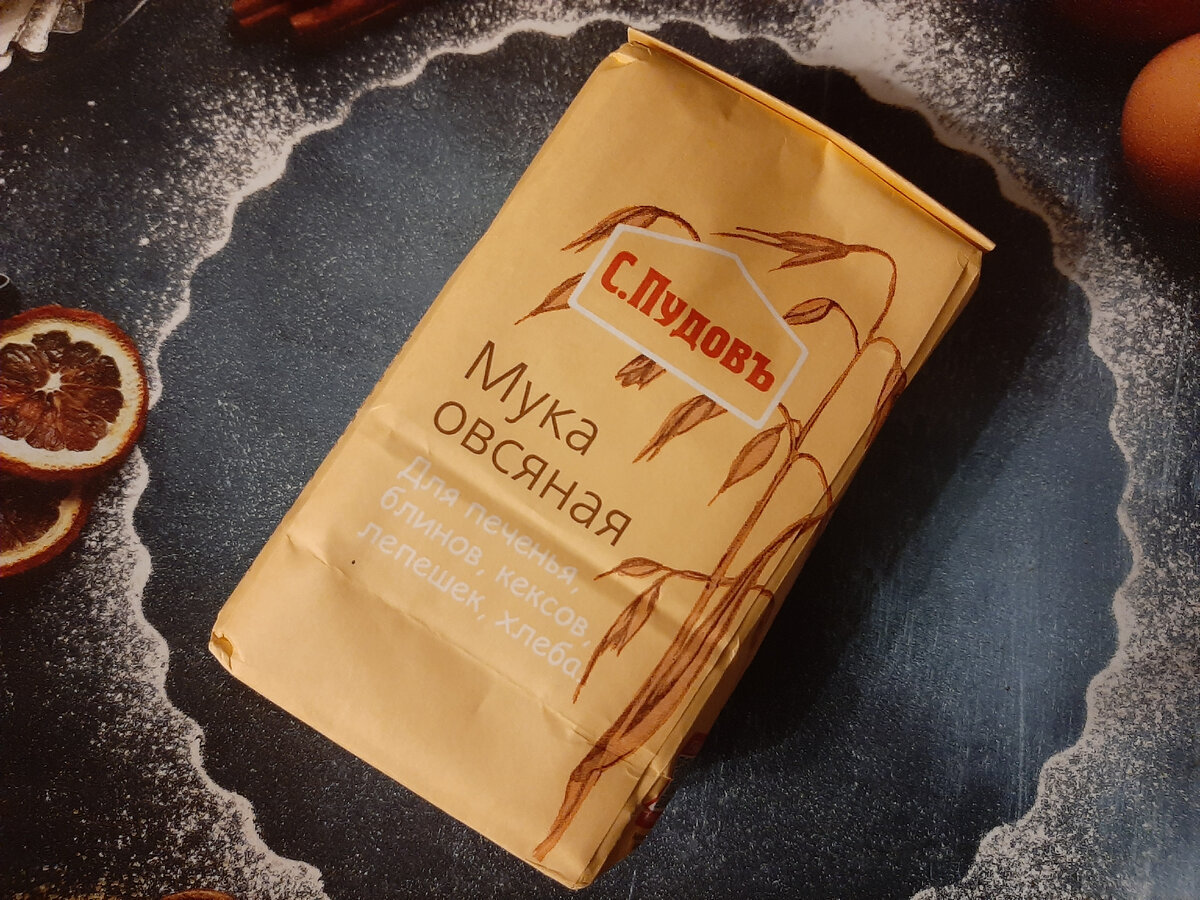 С.Пудовъ
Мука
овсяная
Для печенья,
блинов, кексов,
лепешек, хлеба